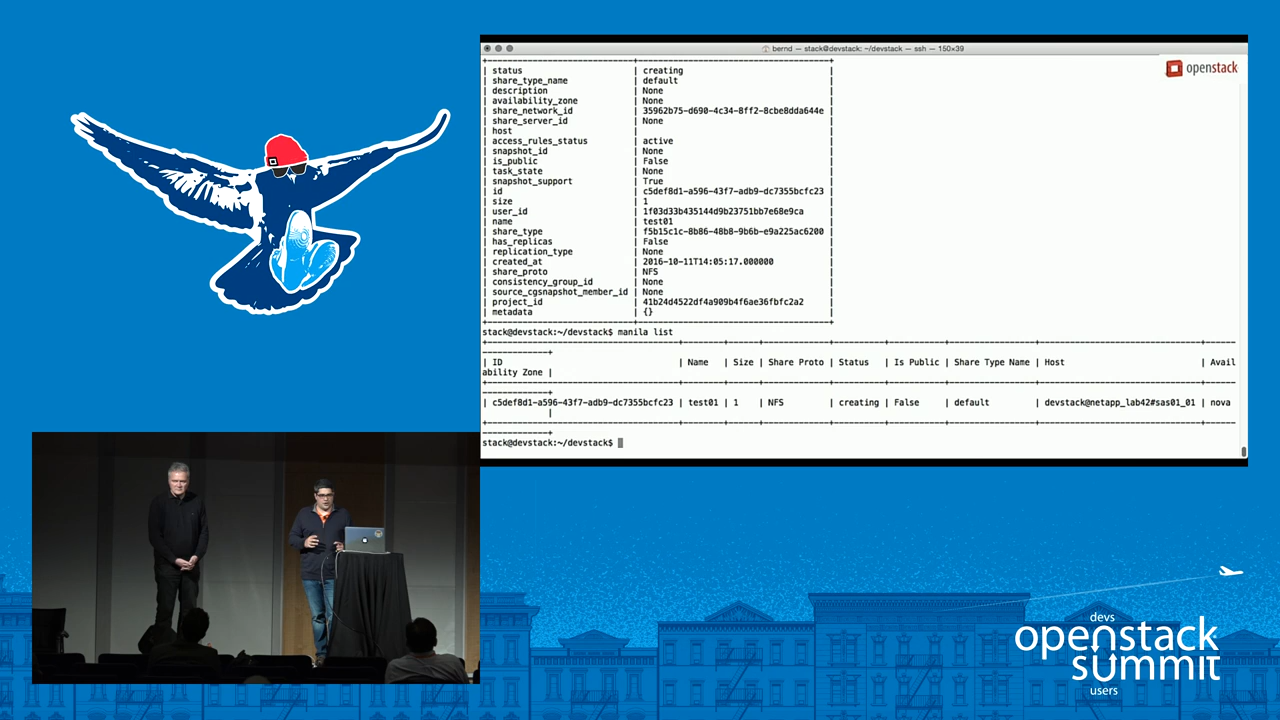 bernd — stack@devstack: ~/devstack — ssh — 150×39
openstack
| status | creating |
| share_type_name | default |
| description | None |
| availability_zone | None |
| share_network_id | 35962b75-d690-4c34-8ff2-8cbe8dda644e |
| share_server_id | None |
| host | |
| access_rules_status | active |
| snapshot_id | None |
| is_public | False |
| task_state | None |
| snapshot_support | True |
| id | c5def8d1-a596-43f7-adb9-dc7355bcfc23 |
| size | 1 |
| user_id | 1f03d33b435144d9b23751bb7e68e9ca |
| name | test01 |
| share_type | f5b15c1c-8b86-48b8-9b6b-e9a225ac6200 |
| has_replicas | False |
| replication_type | None |
| created_at | 2016-10-11T14:05:17.000000 |
| share_proto | NFS |
| consistency_group_id | None |
| source_cgsnapshot_member_id | None |
| project_id | 41b24d4522df4a909b4f6ae36fbfc2a2 |
| metadata | {} |
stack@devstack:~/devstack$ manila list
| ID | Name | Size | Share Proto | Status | Is Public | Share Type Name | Host | Avail
ability Zone |
| c5def8d1-a596-43f7-adb9-dc7355bcfc23 | test01 | 1 | NFS | creating | False | default | devstack@netapp_lab42#sas01_01 | nova
|
stack@devstack:~/devstack$
devs
openstack
summit
users